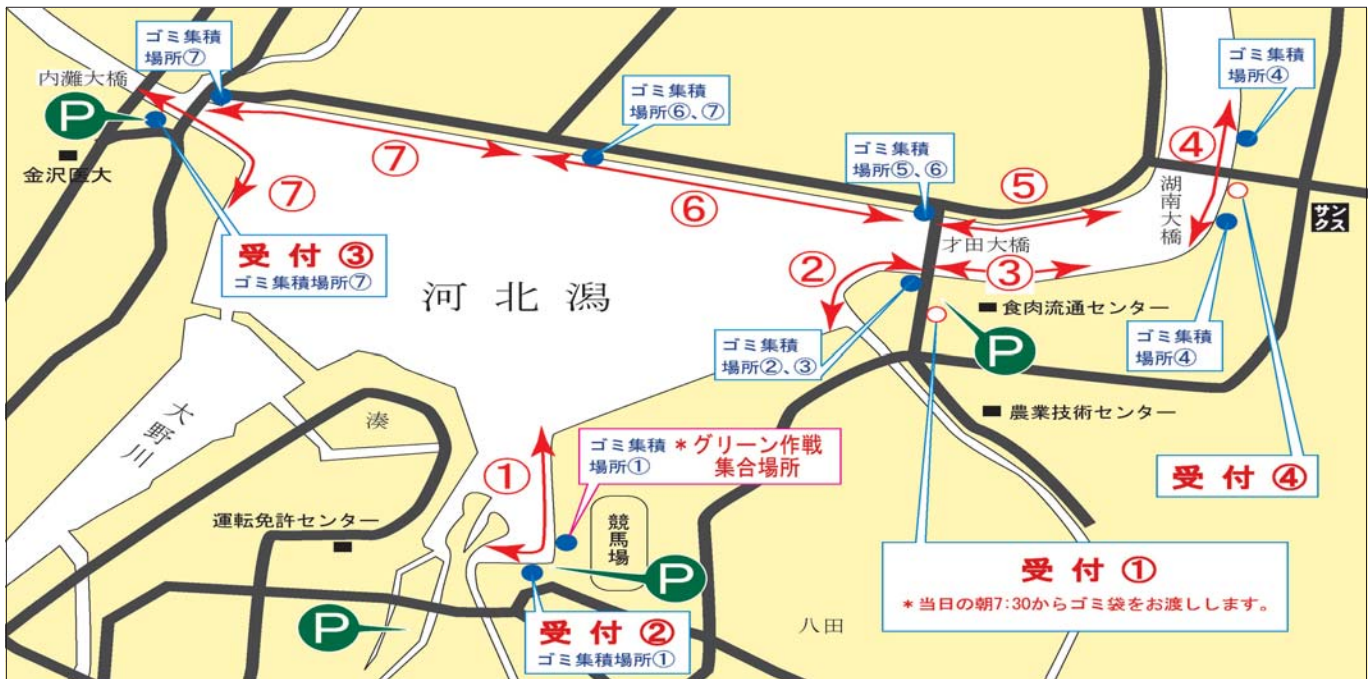 ゴミ集積
場所⑦
内灘大橋
P
金沢医大
⑦
⑦
受付③
ゴミ集積場所⑦
ゴミ集積
場所⑥、⑦
⑥
ゴミ集積
場所⑤、⑥
⑤
才田大橋
湖南大橋
④
ゴミ集積
場所④
サンクス
②
③
河北潟
ゴミ集積
場所②、③
食肉流通センター
P
ゴミ集積
場所④
農業技術センター
受付④
大野川
湊
①
ゴミ集積
場所①
*グリーン作戦
集合場所
競馬場
運転免許センター
P
P
受付②
ゴミ集積場所①
八田
受付①
*当日の朝7:30からゴミ袋をお渡しします。